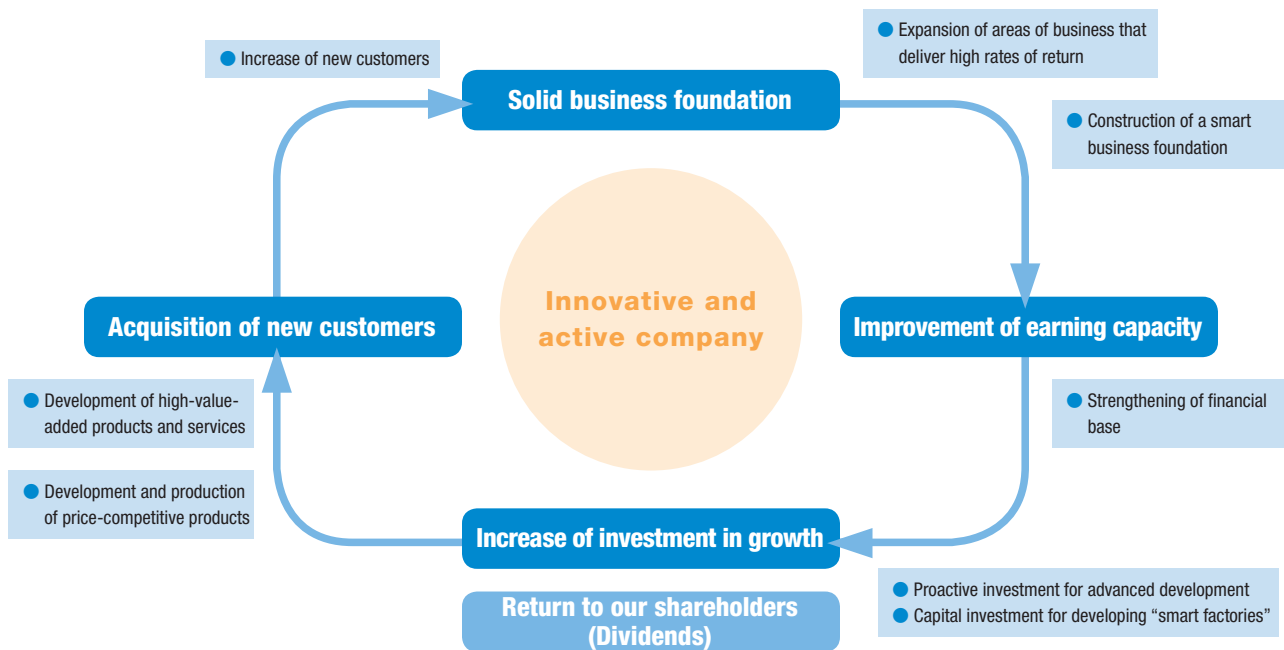 ● Increase of new customers
Solid business foundation
● Expansion of areas of business that
deliver high rates of return
● Construction of a smart
business foundation
Innovative and
active company
Acquisition of new customers
Improvement of earning capacity
● Development of high-value-
added products and services
● Development and production
of price-competitive products
● Strengthening of financial
base
Increase of investment in growth
● Proactive investment for advanced development
● Capital investment for developing “smart factories”
Return to our shareholders
(Dividends)